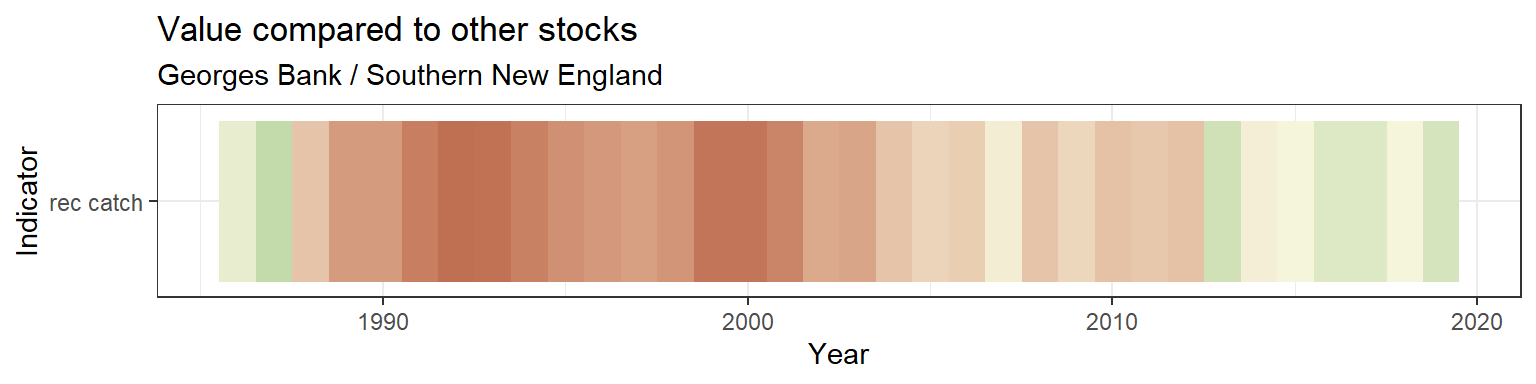 Value compared to other stocks
Georges Bank / Southern New England
Indicator
rec catch
1990 2000 2010 2020
Year